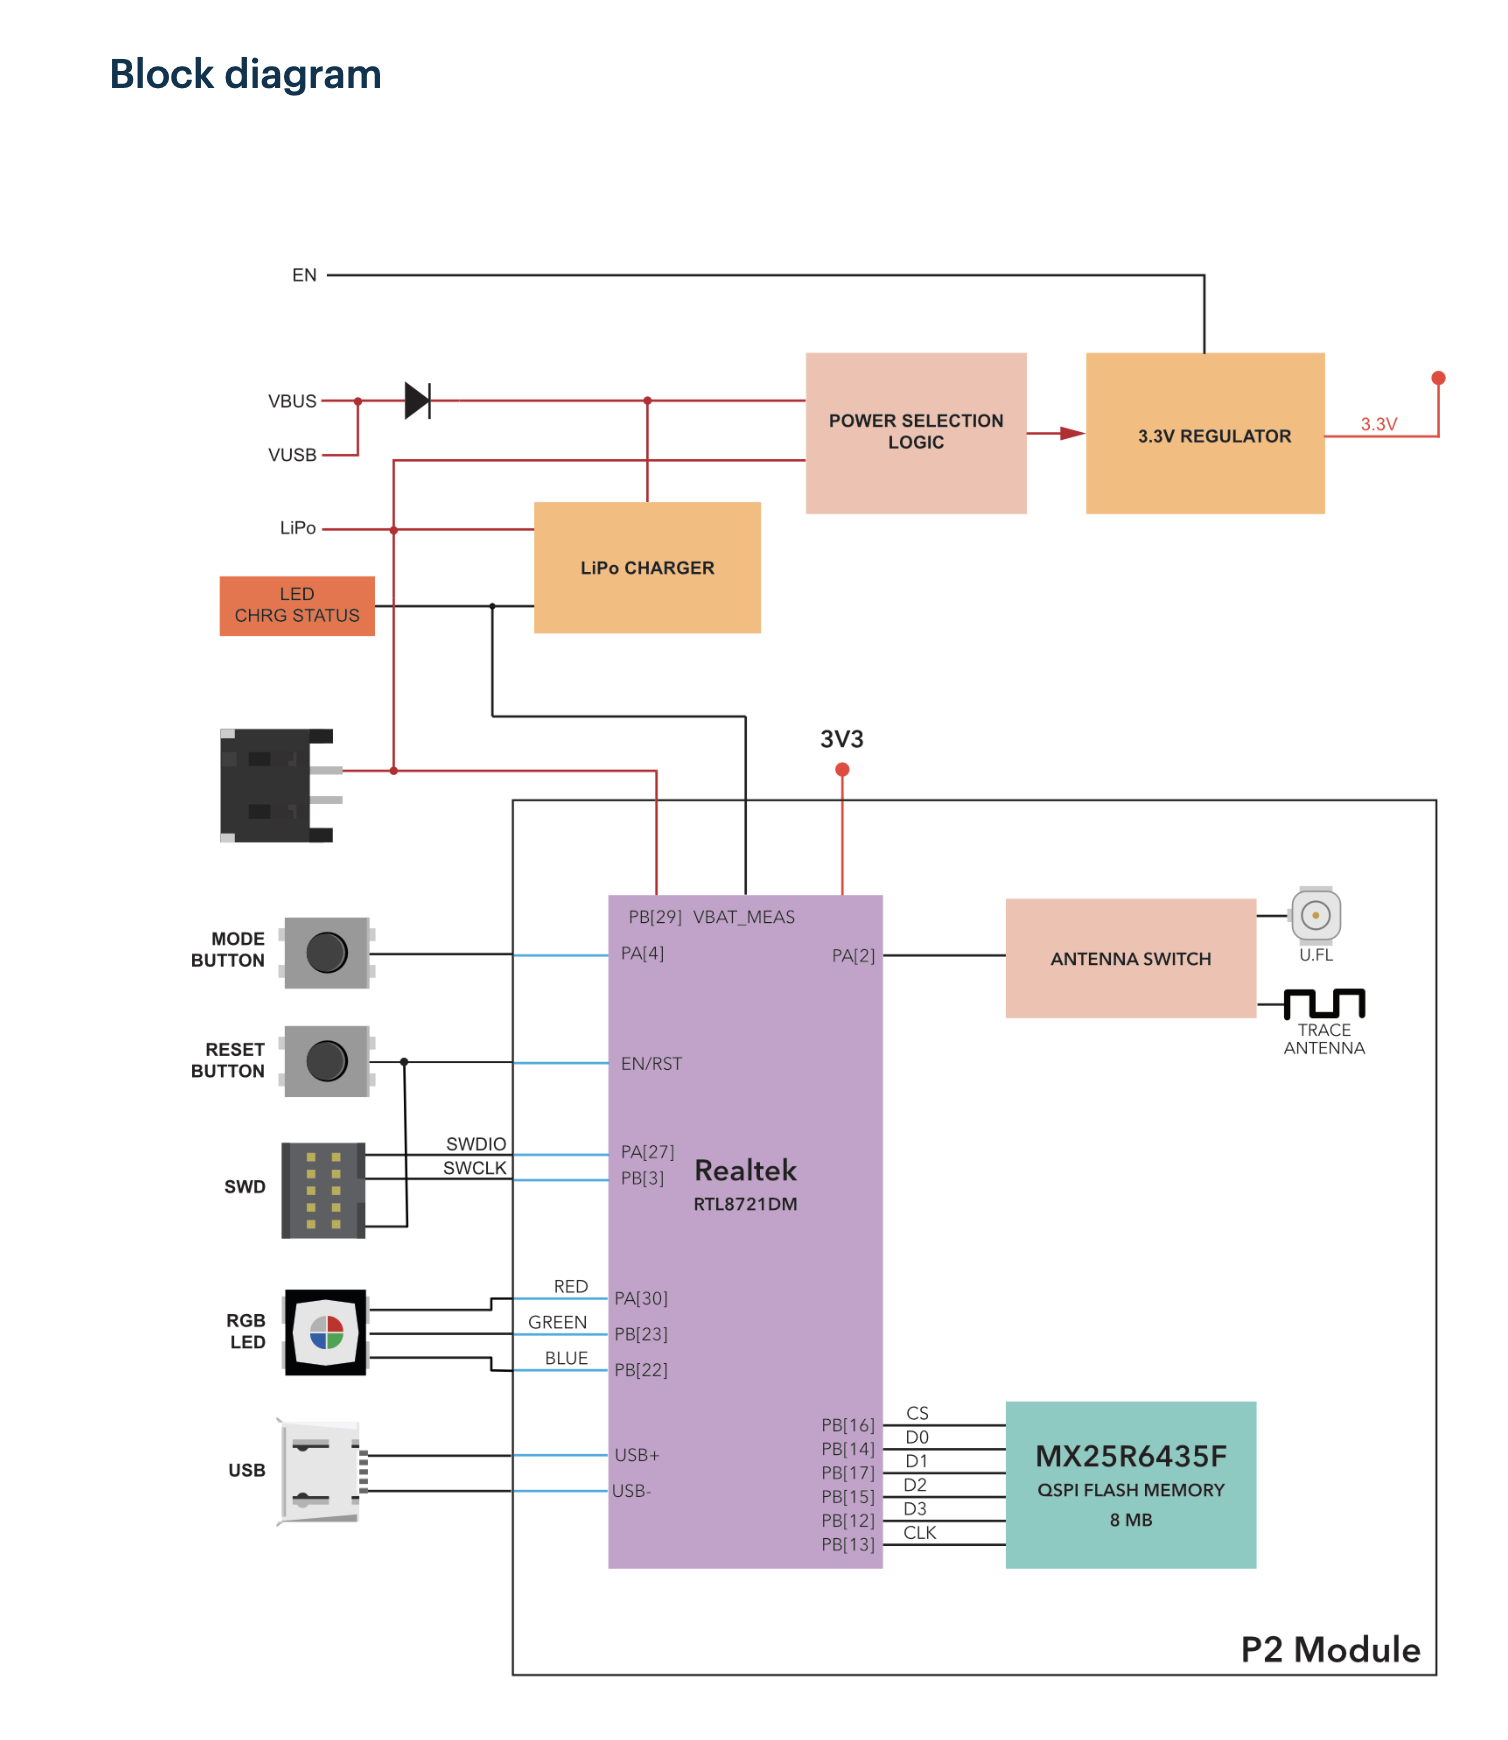 Block diagram
EN
VBUS
VUSB
LiPo
POWER SELECTION
LOGIC
3.3V REGULATOR
3.3V
LiPo CHARGER
LED
CHRG STATUS
3V3
MODE
BUTTON
RESET
BUTTON
SWD
SWDIO
SWCLK
RGB
LED
RED
GREEN
BLUE
USB
PB[29] VBAT_MEAS
PA[4]
PA[2]
EN/RST
PA[27]
PB[3]
Realtek
RTL8721DM
PA[30]
PB[23]
PB[22]
USB+
USB-
PB[16]
PB[14]
PB[17]
PB[15]
PB[12]
PB[13]
CS
D0
D1
D2
D3
CLK
ANTENNA SWITCH
U.FL
TRACE
ANTENNA
MX25R6435F
QSPI FLASH MEMORY
8 MB
P2 Module